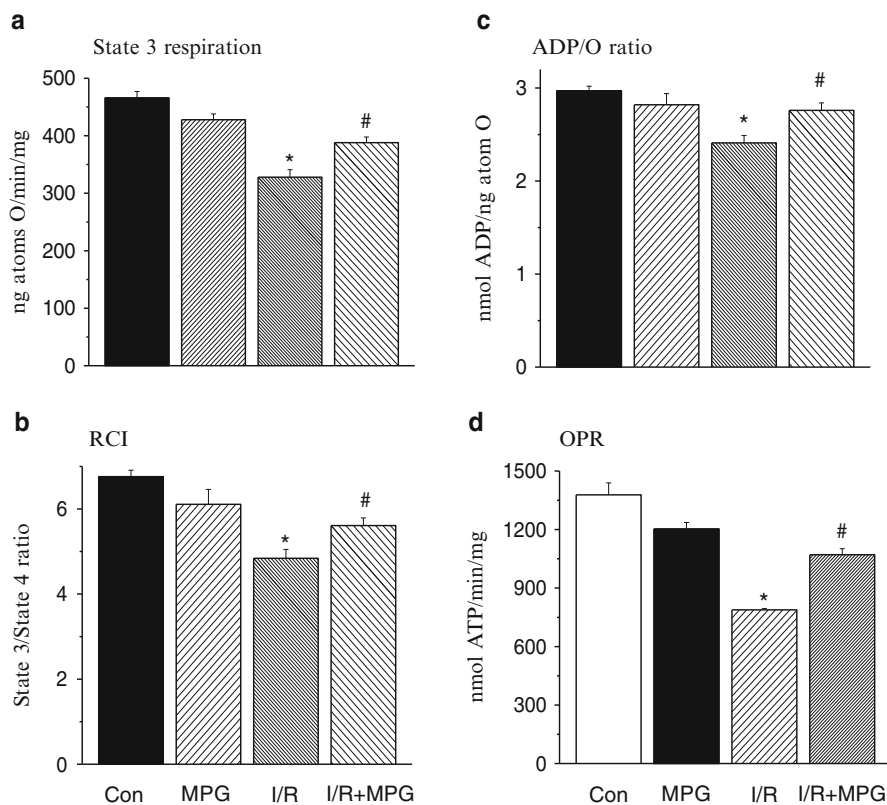 a
State 3 respiration
ng atoms O/min/mg
500
400
300
200
100
0
*
#
c
ADP/O ratio
nmol ADP/ng atom O
3
2
1
0
*
#
b
RCI
State 3/State 4 ratio
6
4
2
0
*
#
Con MPG I/R I/R+MPG
d
OPR
nmol ATP/min/mg
1500
1200
900
600
300
0
*
#
Con MPG I/R I/R+MPG